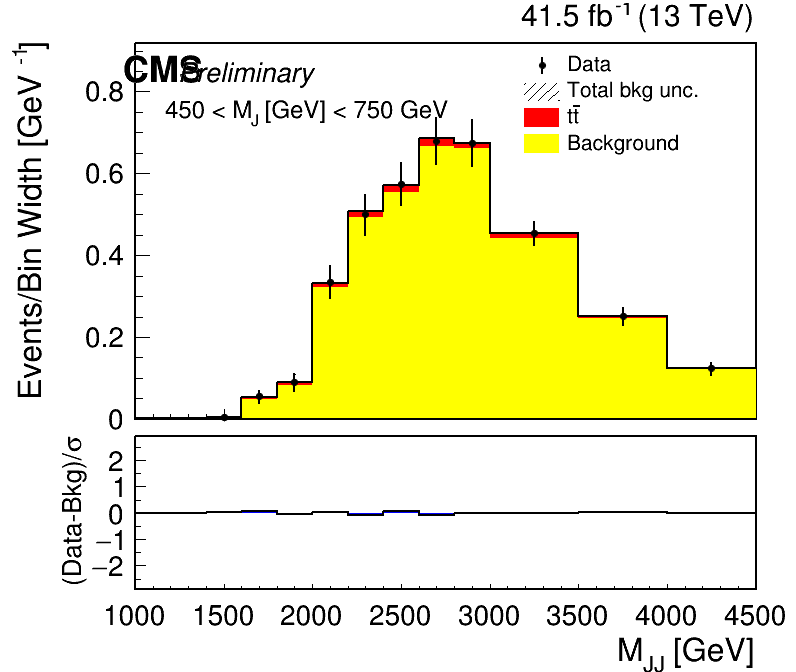 41.5 fb⁻¹ (13 TeV)
CMS Preliminary
450 < M_J [GeV] < 750 GeV
Data
Total bkg unc.
tt̄
Background
Events/Bin Width [GeV⁻¹]
0.8
0.6
0.4
0.2
0
(Data-Bkg)/σ
2
1
0
−1
−2
1000 1500 2000 2500 3000 3500 4000 4500
M_JJ [GeV]